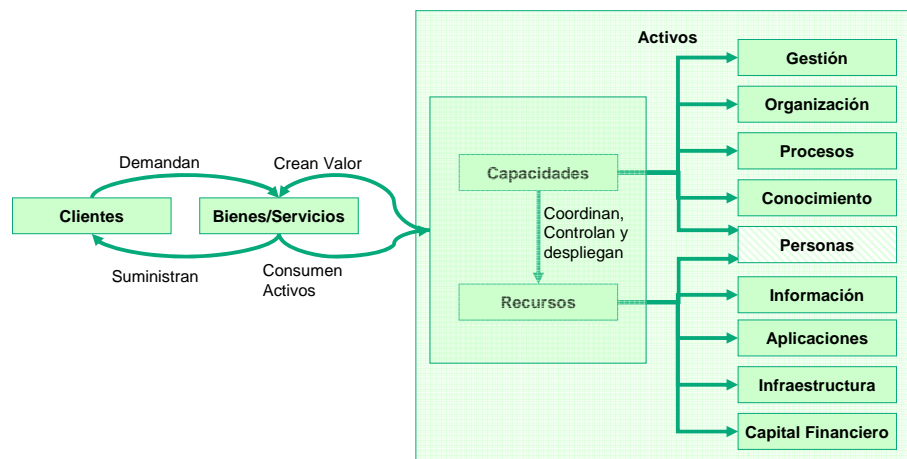 Activos
Gestión
Organización
Procesos
Conocimiento
Personas
Información
Aplicaciones
Infraestructura
Capital Financiero
Demandan
Crean Valor
Clientes
Bienes/Servicios
Suministran
Consumen
Activos
Capacidades
Coordinan,
Controlan y
despliegan
Recursos